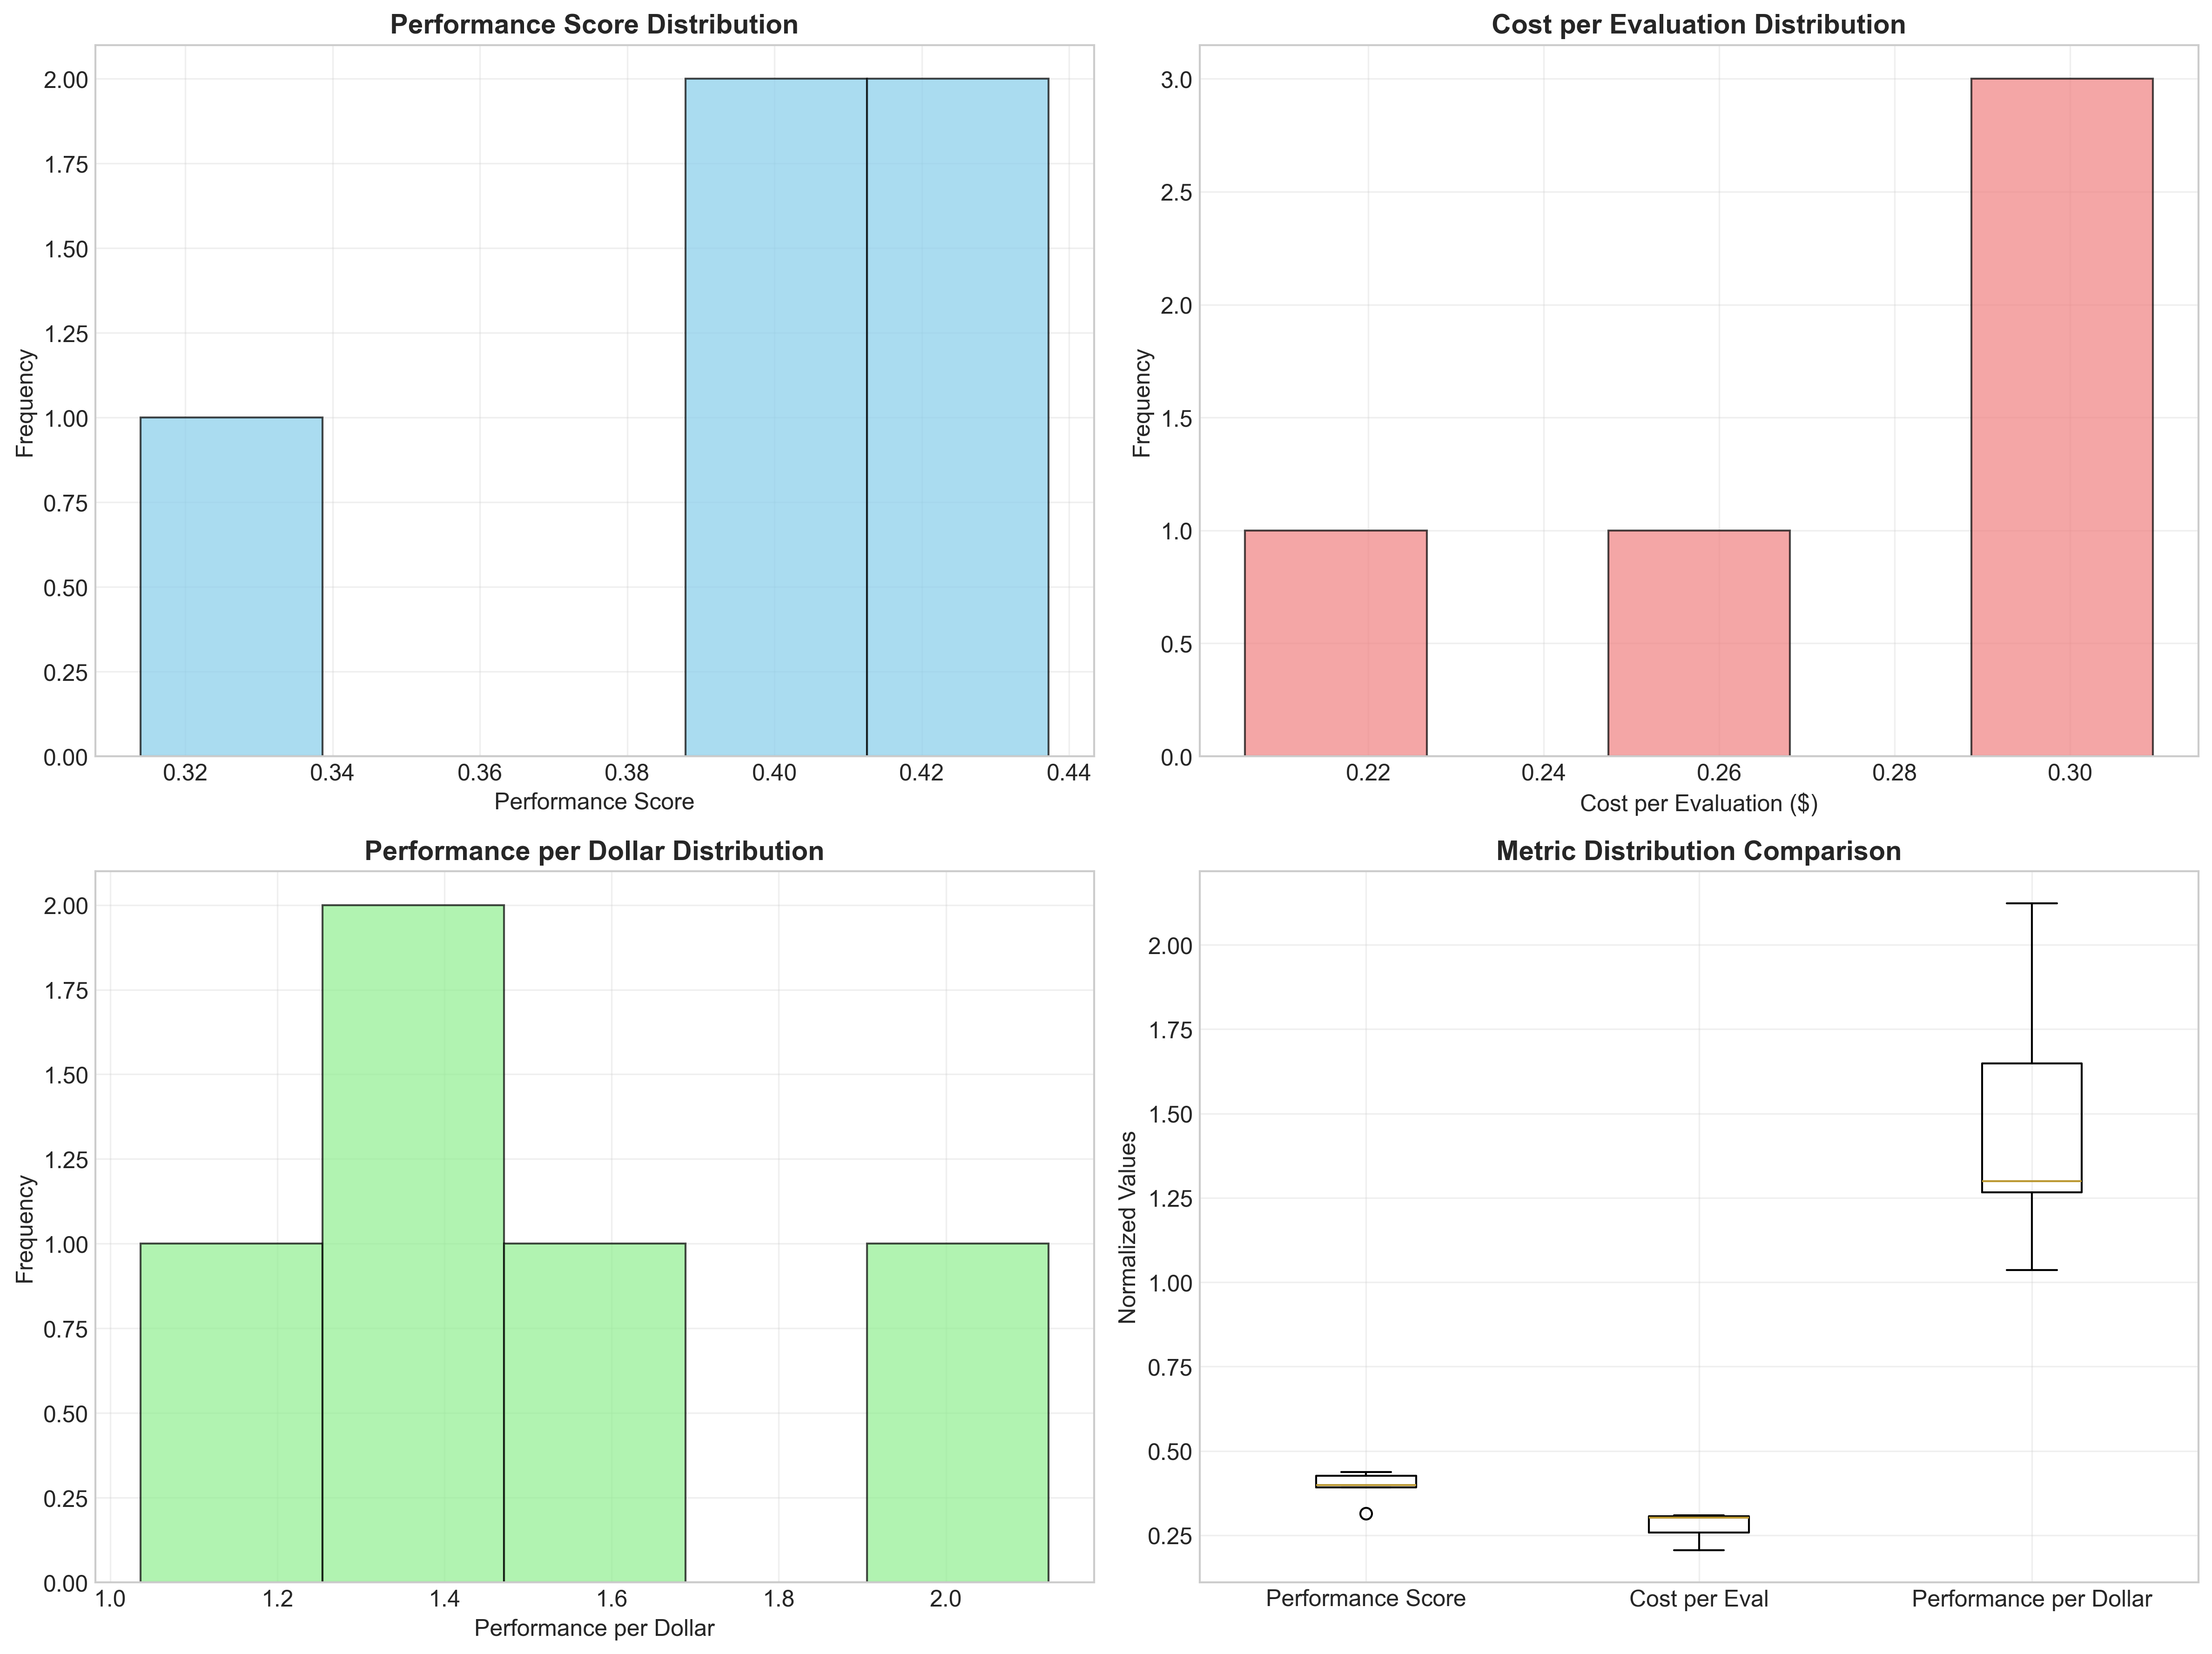 Performance Score Distribution
Frequency
2.00
1.75
1.50
1.25
1.00
0.75
0.50
0.25
0.00
0.32 0.34 0.36 0.38 0.40 0.42 0.44
Performance Score
Cost per Evaluation Distribution
Frequency
3.0
2.5
2.0
1.5
1.0
0.5
0.0
0.22 0.24 0.26 0.28 0.30
Cost per Evaluation ($)
Performance per Dollar Distribution
Frequency
2.00
1.75
1.50
1.25
1.00
0.75
0.50
0.25
0.00
1.0 1.2 1.4 1.6 1.8 2.0
Performance per Dollar
Metric Distribution Comparison
Normalized Values
2.00
1.75
1.50
1.25
1.00
0.75
0.50
0.25
Performance Score Cost per Eval Performance per Dollar